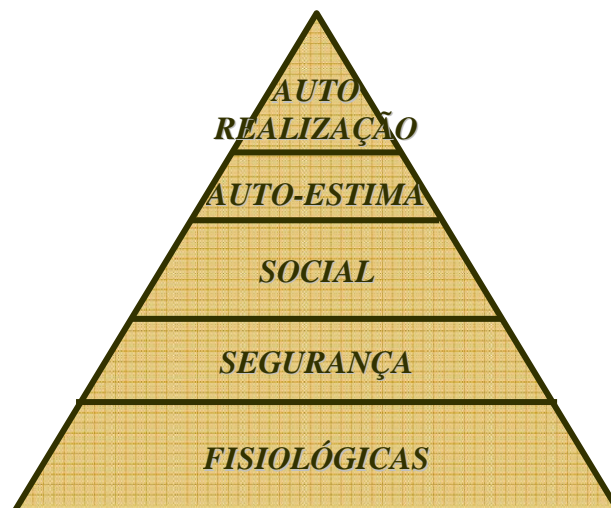 AUTO
REALIZAÇÃO
AUTO-ESTIMA
SOCIAL
SEGURANÇA
FISIOLÓGICAS